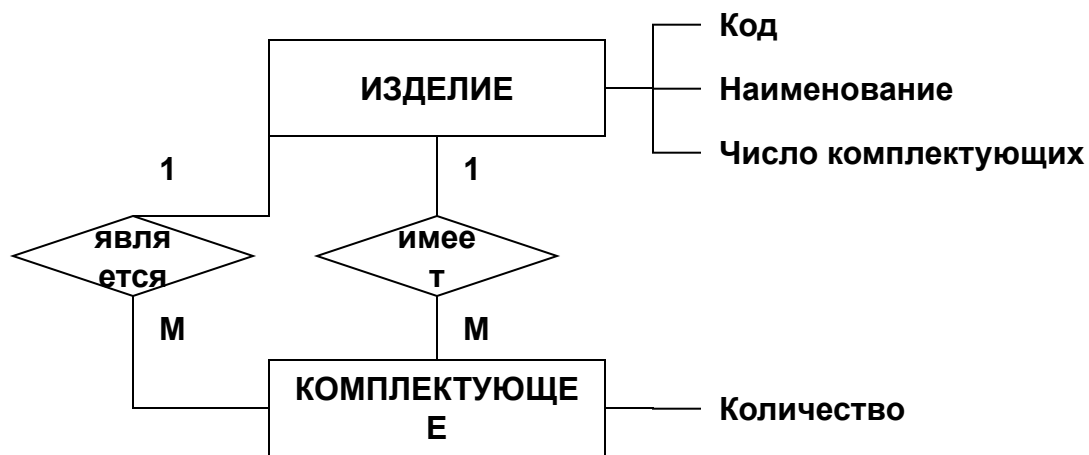 Код
ИЗДЕЛИЕ
Наименование
Число комплектующих
1
1
явля
ется
имее
т
М
М
КОМПЛЕКТУЮЩЕ
Е
Количество